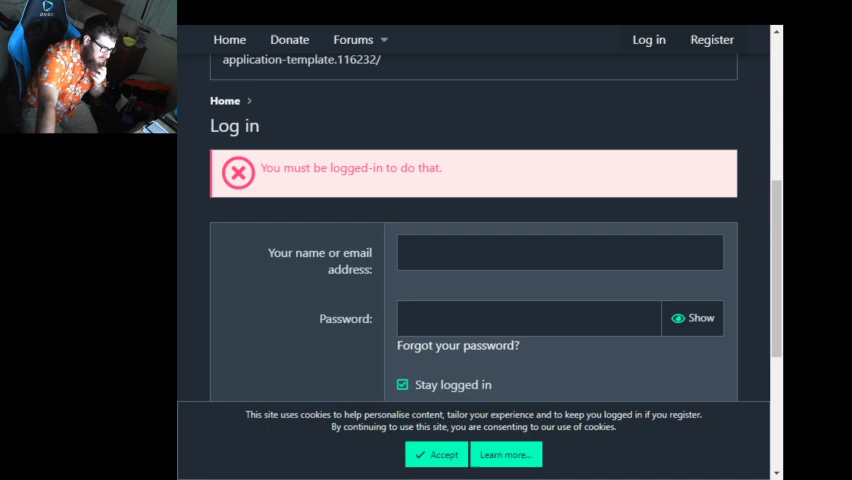 Home Donate Forums Log in Register
application-template.116232/
Home
Log in
You must be logged-in to do that.
Your name or email
address:
Password:
Show
Forgot your password?
Stay logged in
This site uses cookies to help personalise content, tailor your experience and to keep you logged in if you register.
By continuing to use this site, you are consenting to our use of cookies.
Accept Learn more...